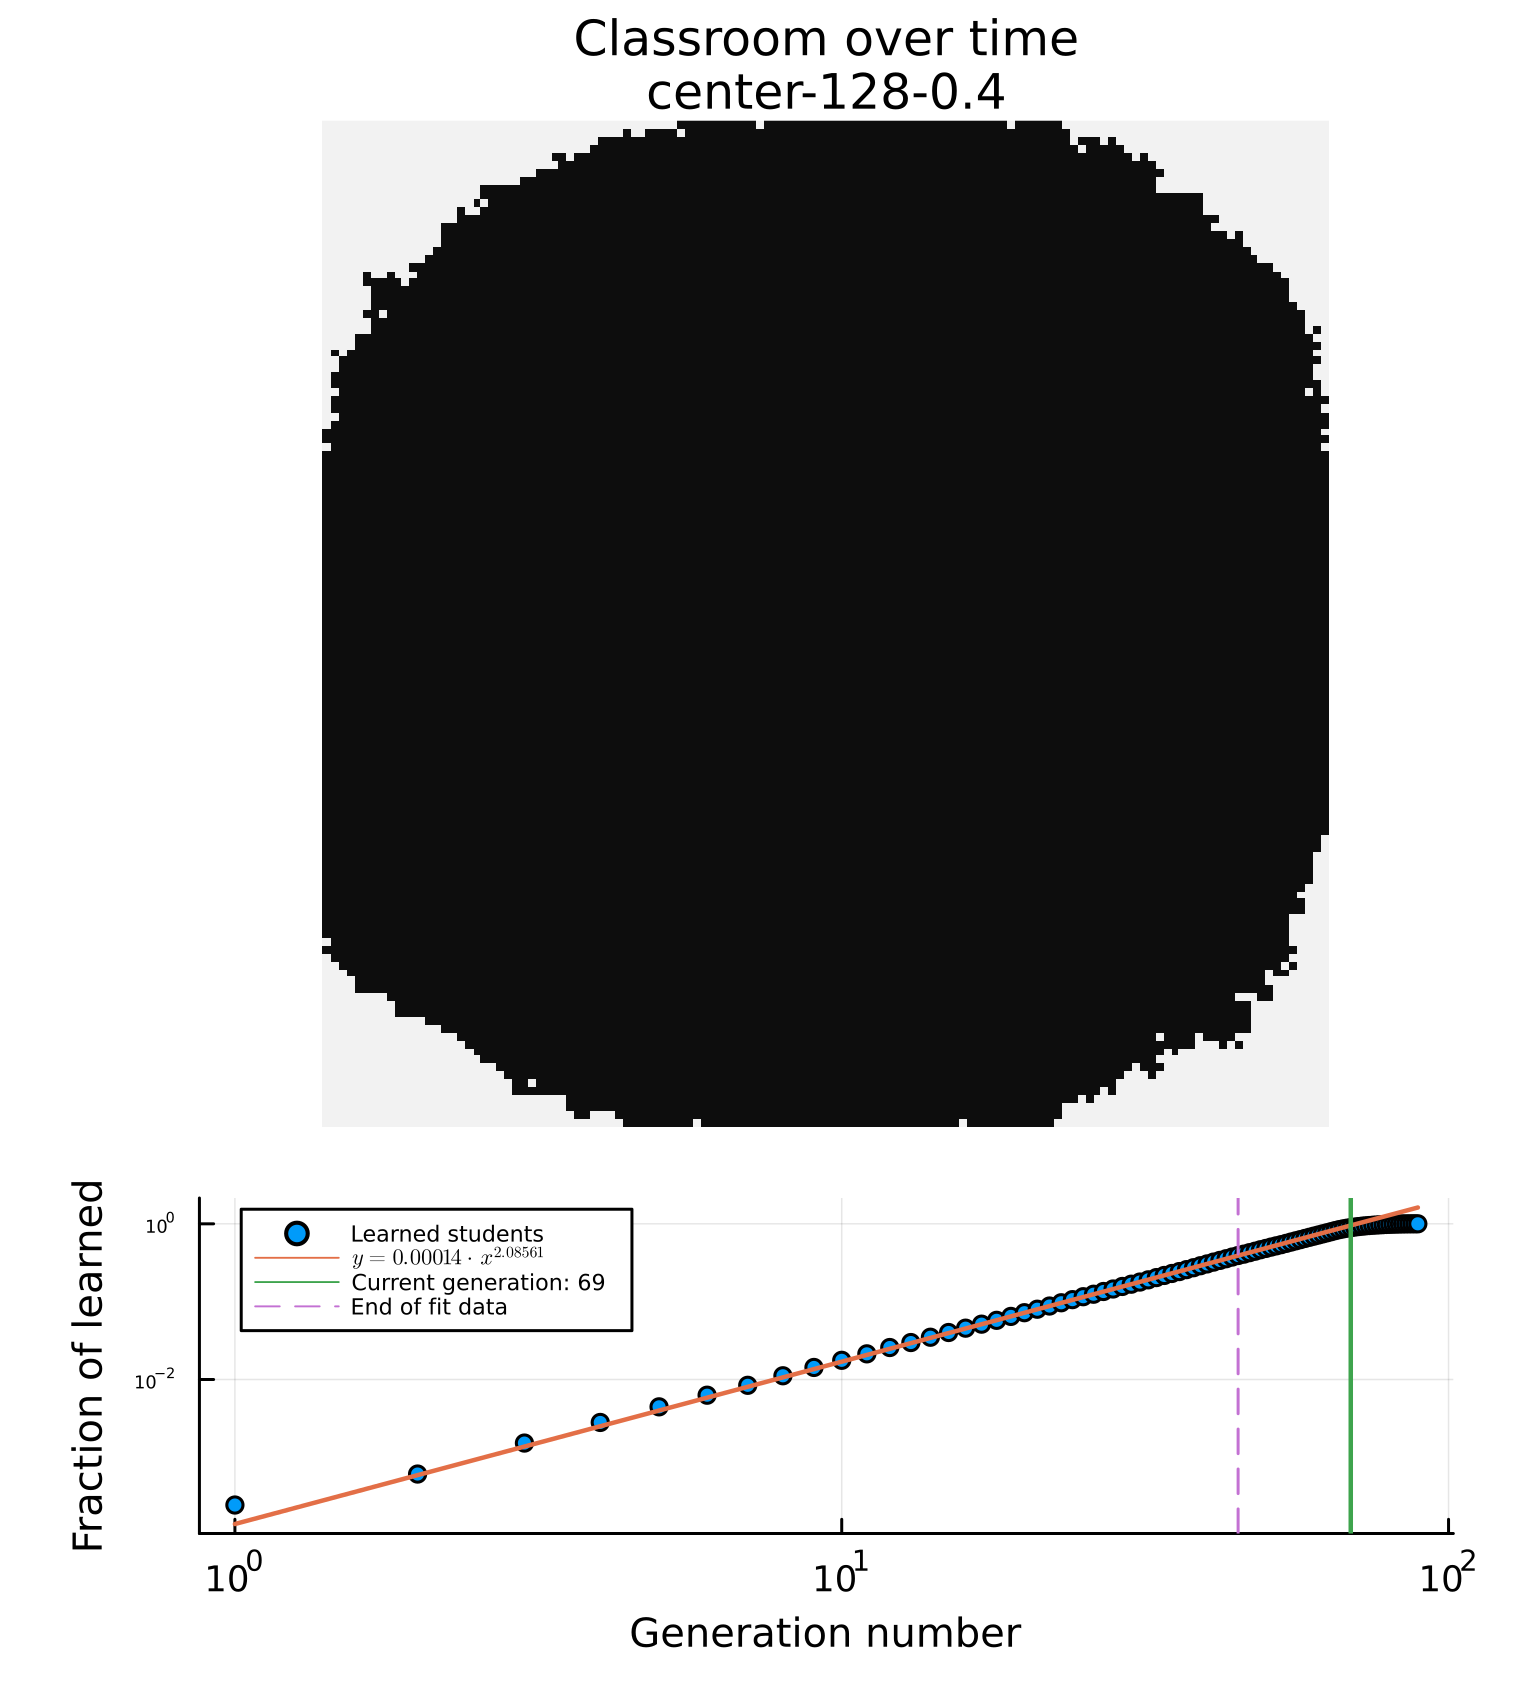 Classroom over time
center-128-0.4
Fraction of learned
10⁰
10⁻²
Learned students
y = 0.00014 · x^2.08561
Current generation: 69
End of fit data
10⁰ 10¹ 10²
Generation number